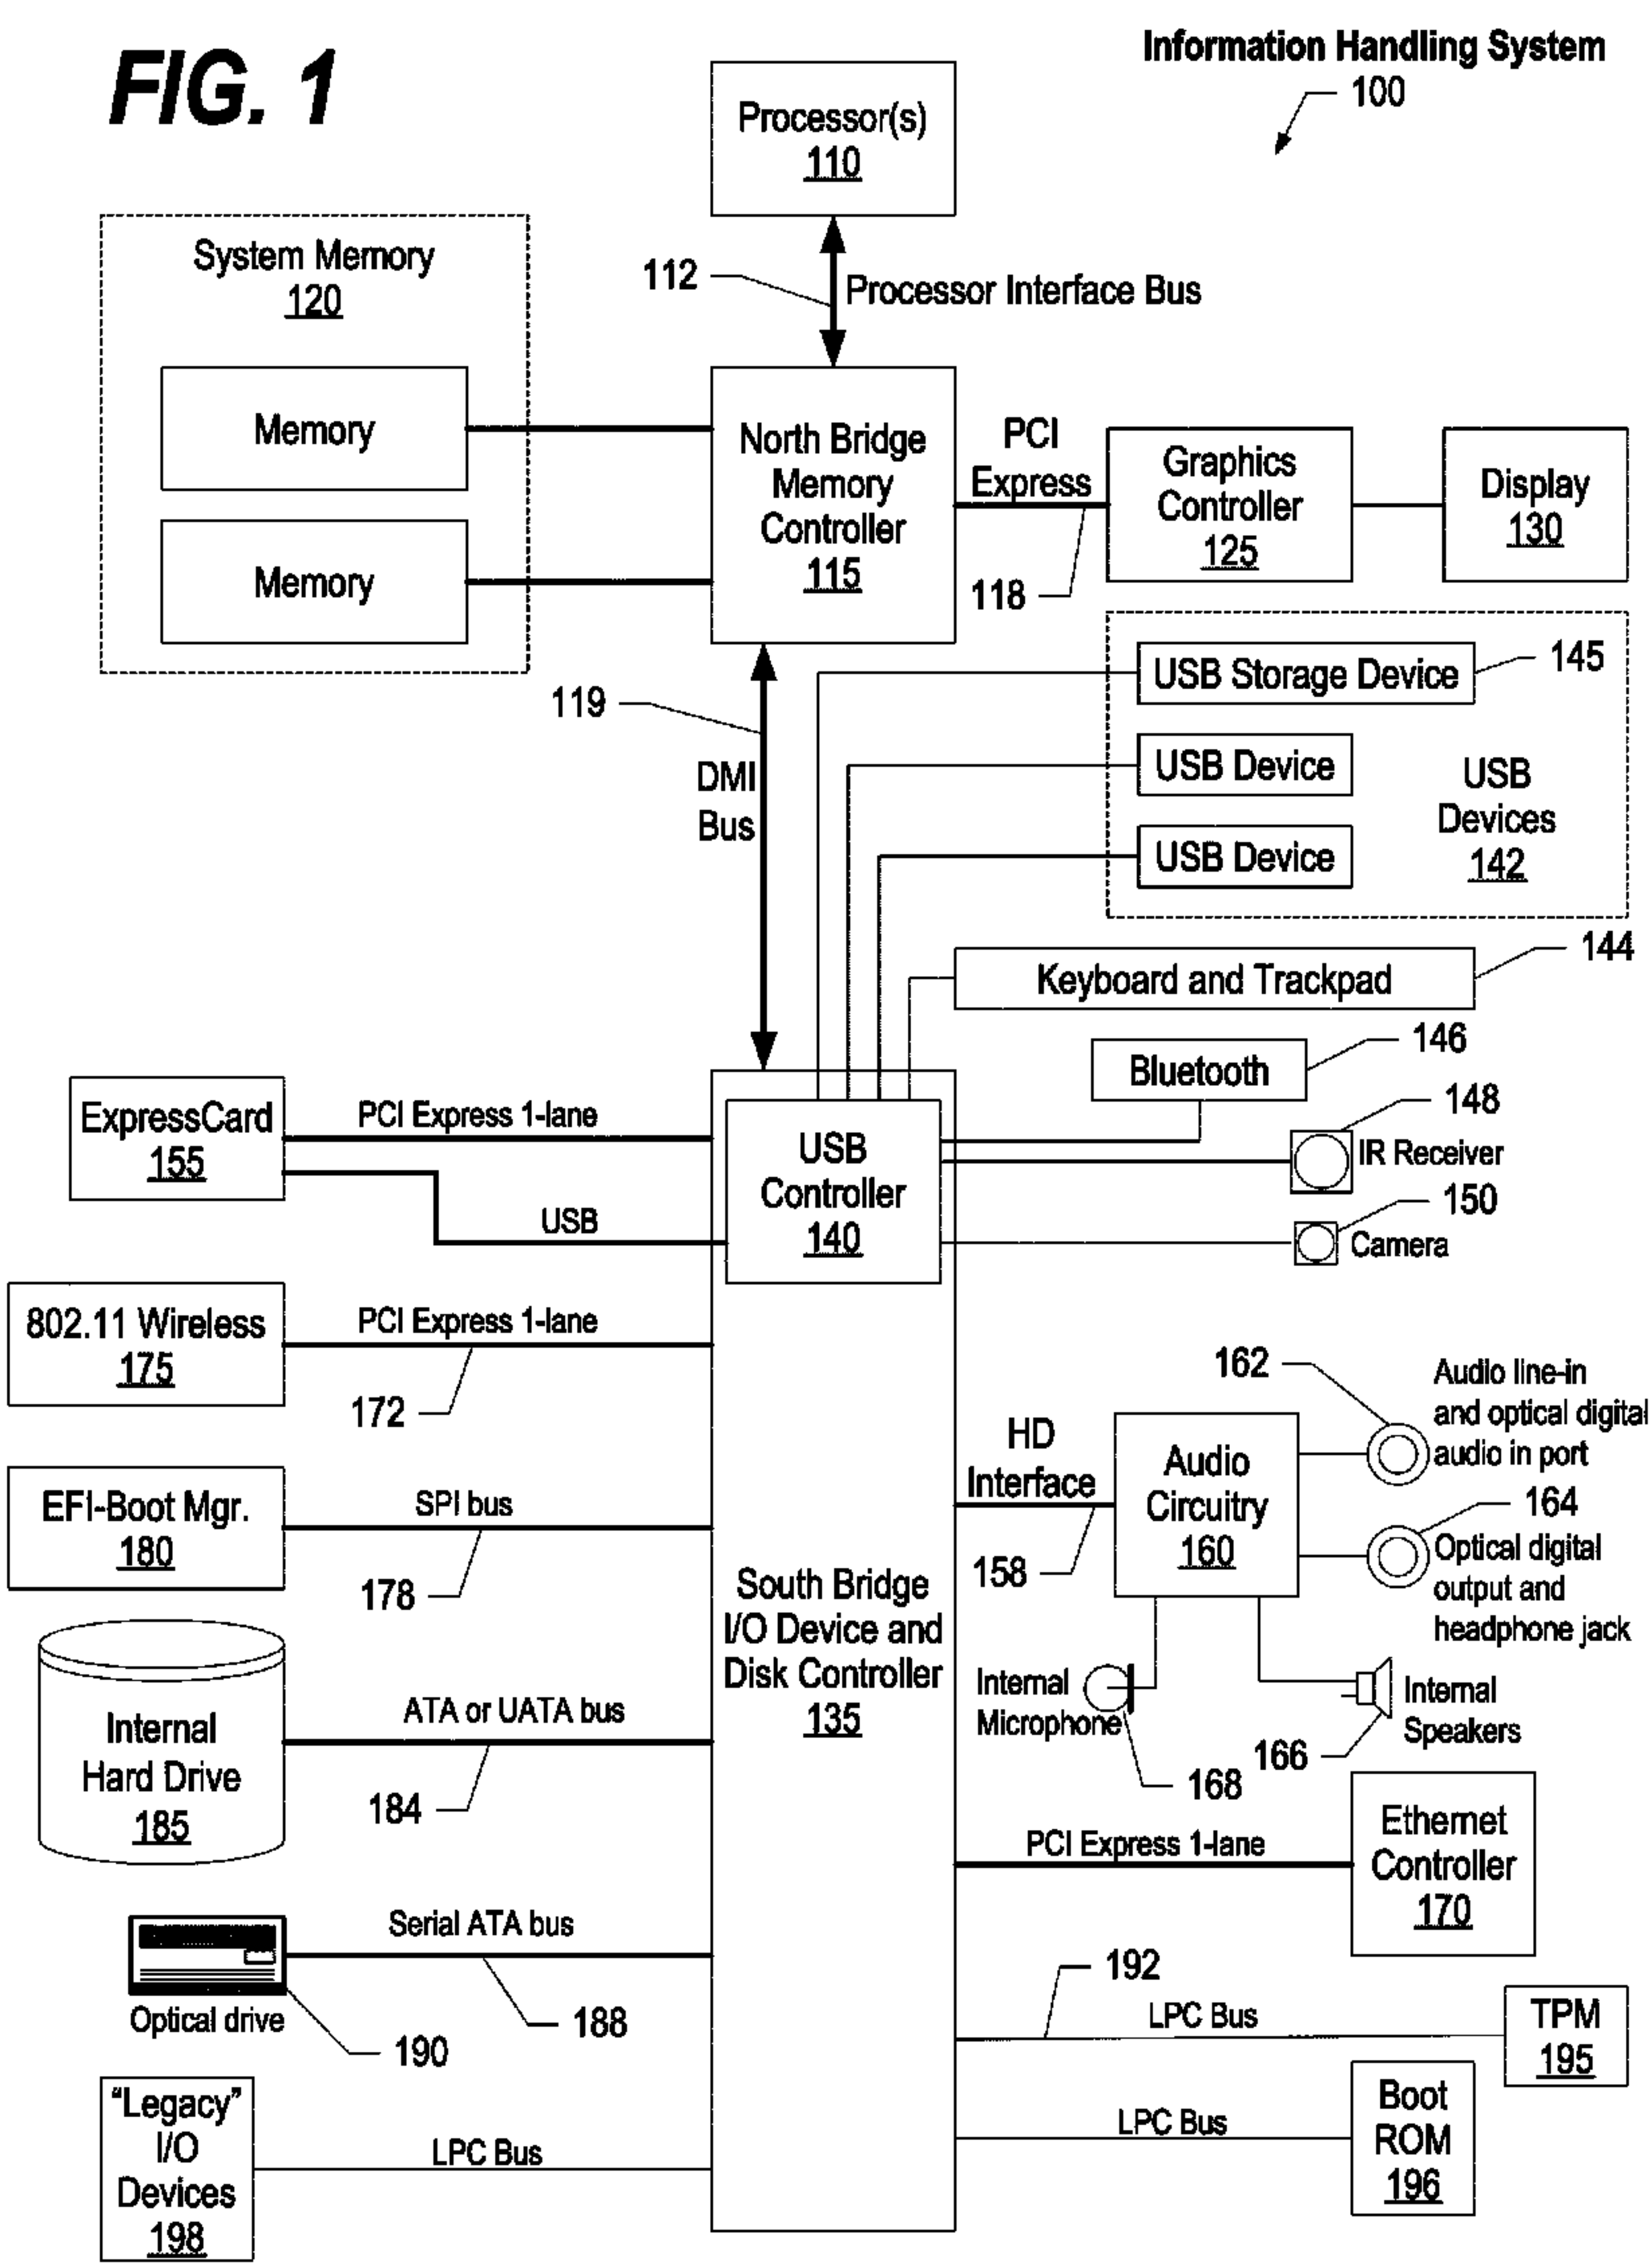 FIG. 1
Information Handling System
100
Processor(s)
110
System Memory
120
112
Processor Interface Bus
Memory
Memory
North Bridge
Memory
Controller
115
PCI
Express
118
Graphics
Controller
125
Display
130
119
DMI
Bus
USB Storage Device
145
USB Device
USB Device
USB
Devices
142
Keyboard and Trackpad
144
Bluetooth
146
148
IR Receiver
150
Camera
ExpressCard
155
PCI Express 1-lane
USB
USB
Controller
140
802.11 Wireless
175
PCI Express 1-lane
172
EFI-Boot Mgr.
180
SPI bus
178
HD
Interface
158
Audio
Circuitry
160
162
Audio line-in
and optical digital
audio in port
164
Optical digital
output and
headphone jack
South Bridge
I/O Device and
Disk Controller
135
Internal
Microphone
168
Internal
Speakers
166
Internal
Hard Drive
185
ATA or UATA bus
184
PCI Express 1-lane
Ethernet
Controller
170
Serial ATA bus
188
Optical drive
190
192
LPC Bus
TPM
195
LPC Bus
Boot
ROM
196
"Legacy"
I/O
Devices
198
LPC Bus